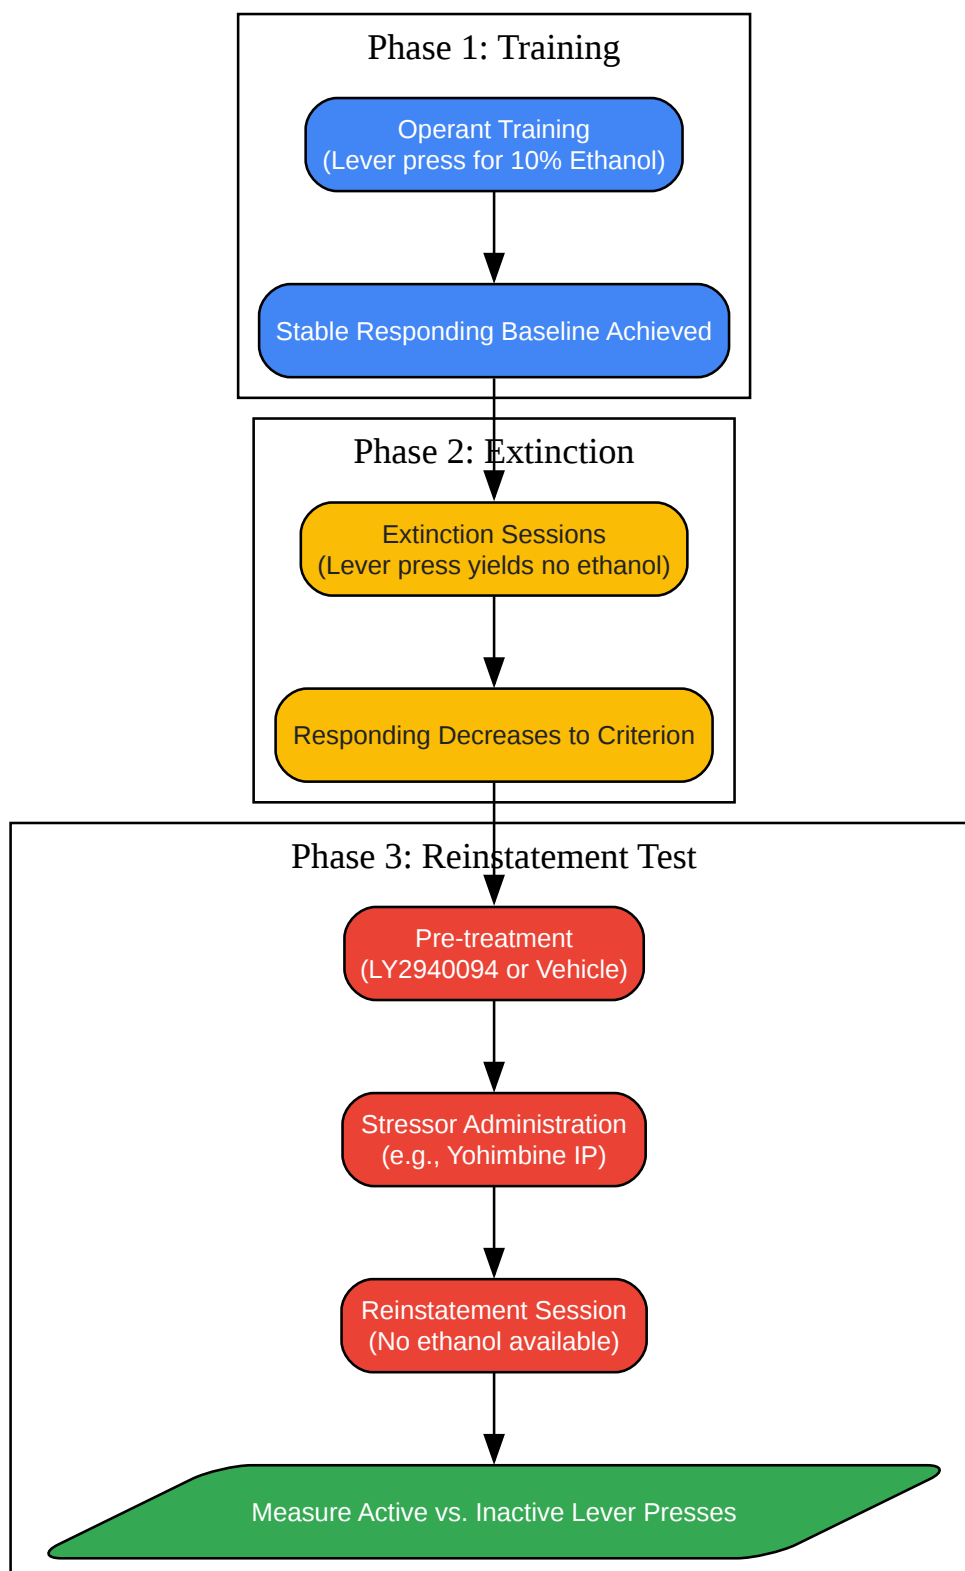 Phase 1: Training
Operant Training
(Lever press for 10% Ethanol)
Stable Responding Baseline Achieved
Phase 2: Extinction
Extinction Sessions
(Lever press yields no ethanol)
Responding Decreases to Criterion
Phase 3: Reinstatement Test
Pre-treatment
(LY2940094 or Vehicle)
Stressor Administration
(e.g., Yohimbine IP)
Reinstatement Session
(No ethanol available)
Measure Active vs. Inactive Lever Presses